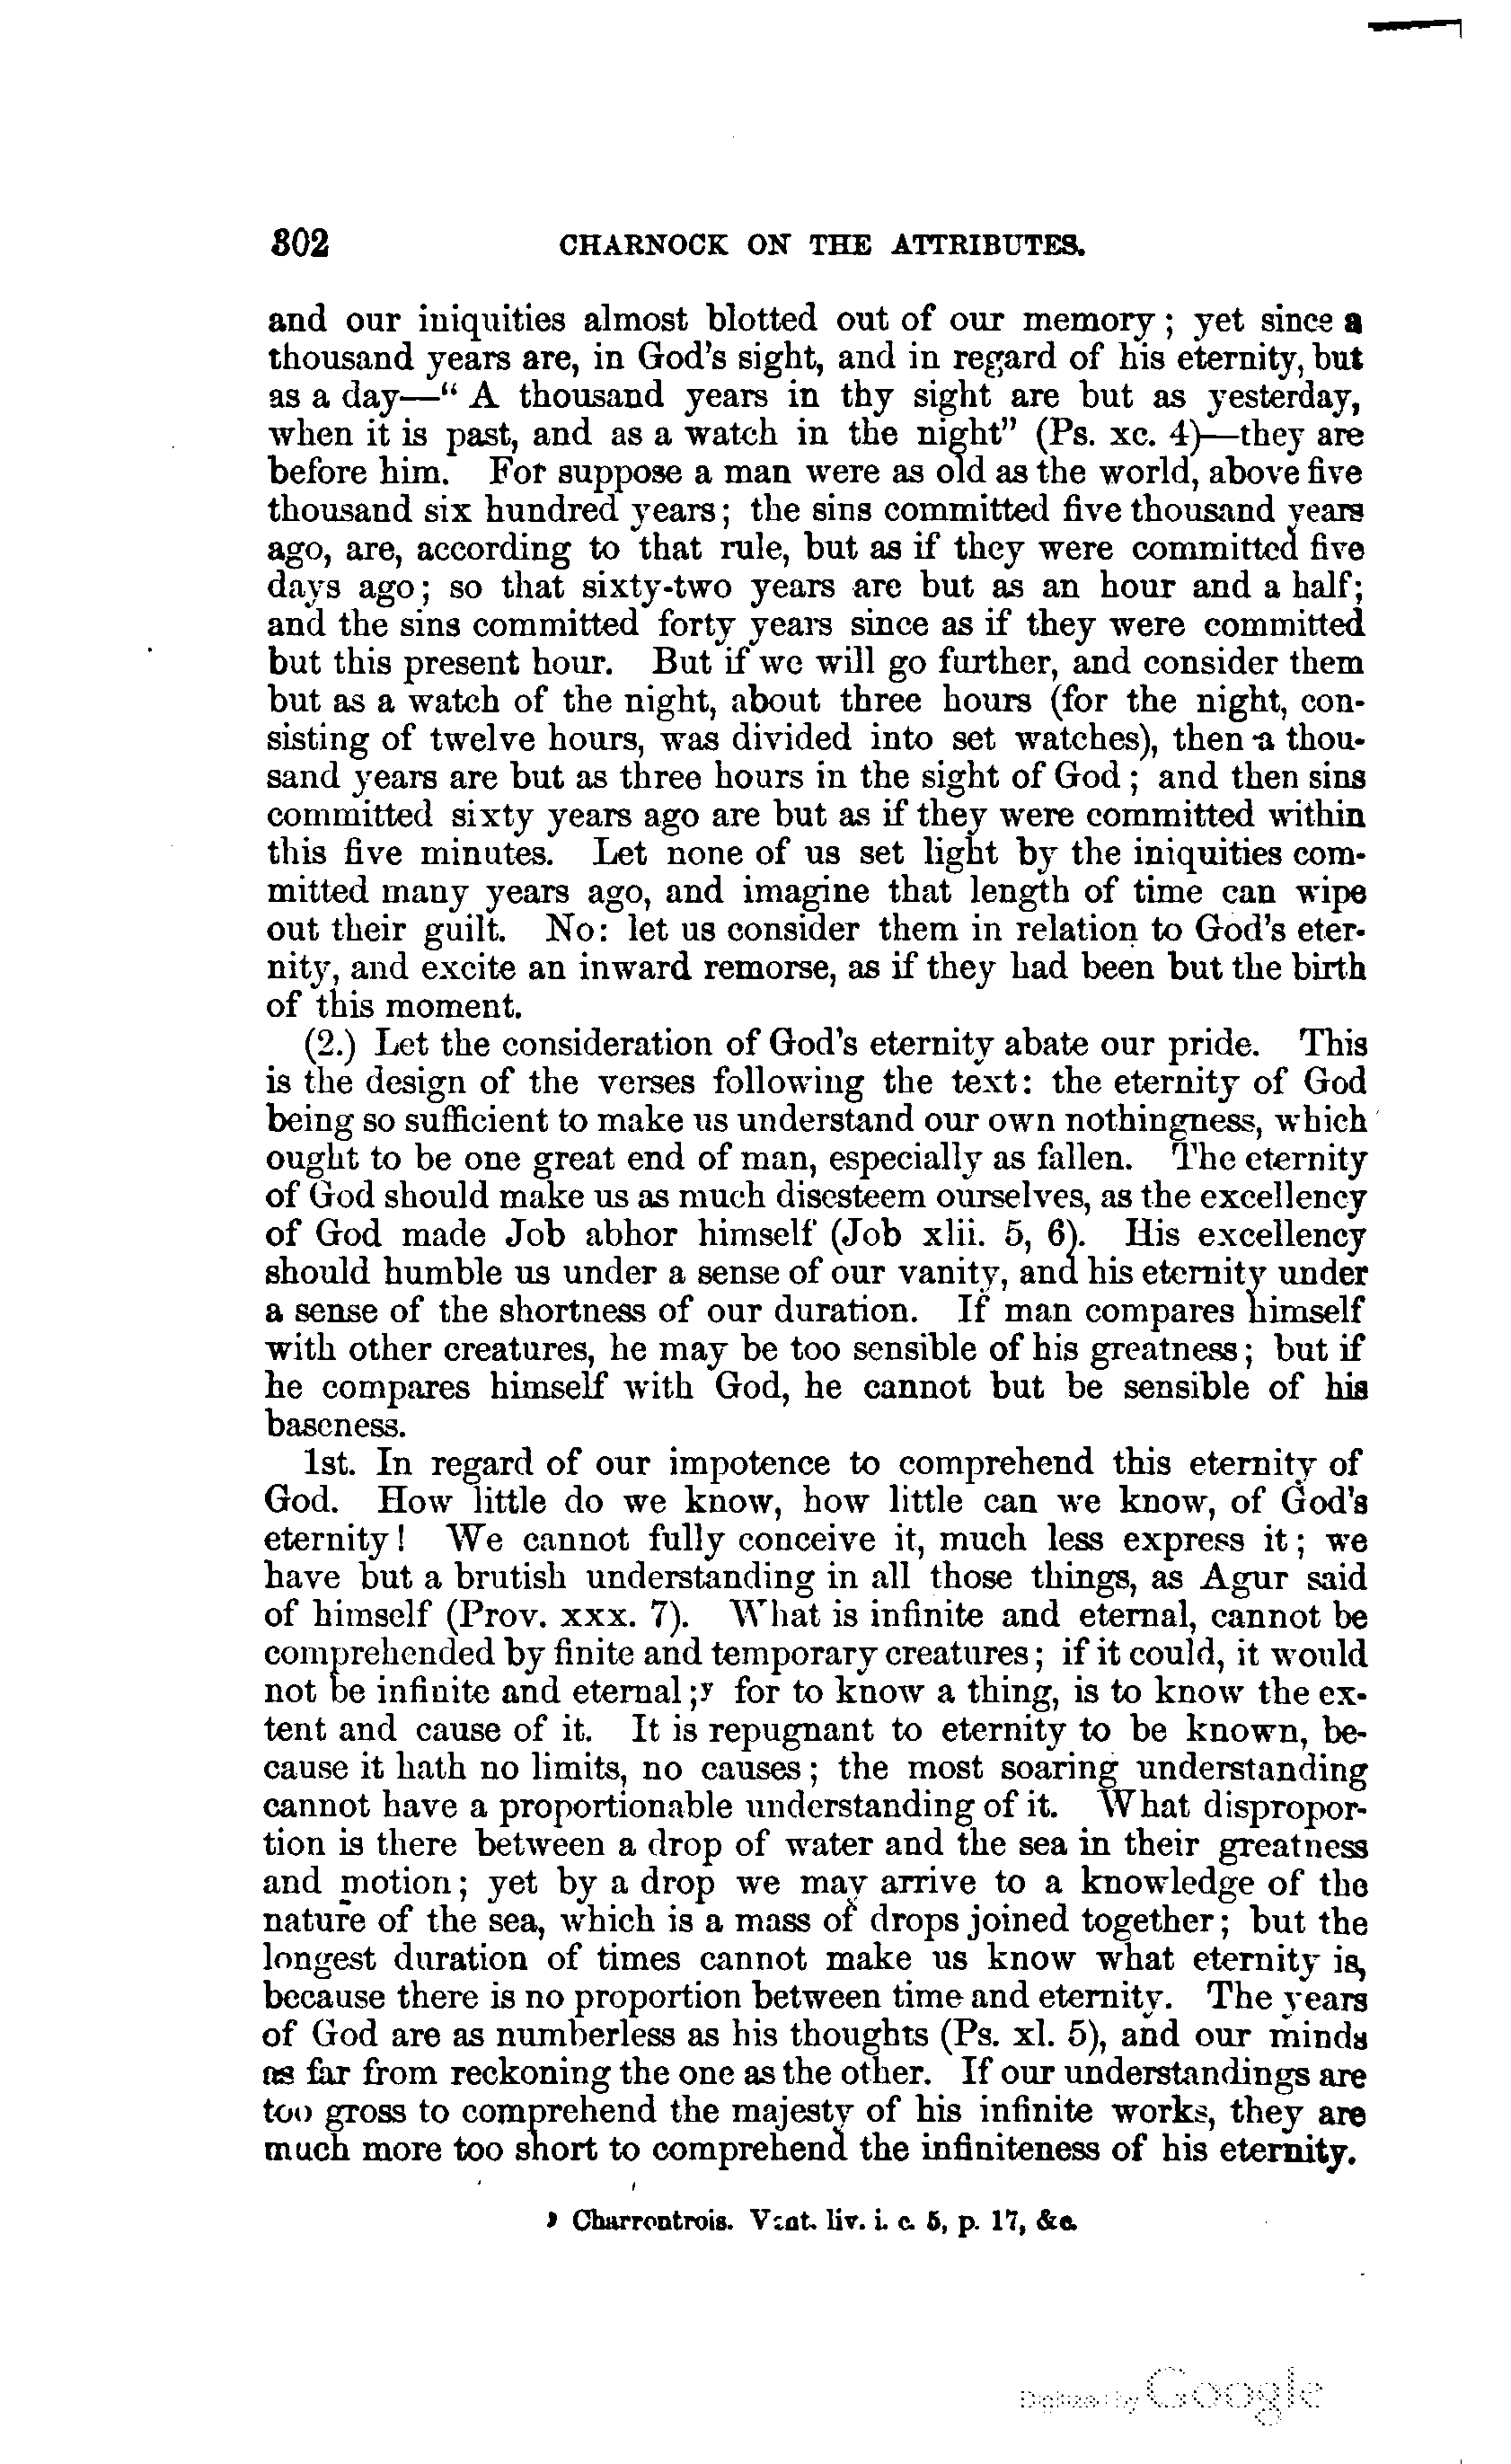 302 CHARNOCK ON THE ATTRIBUTES.
and our iniquities almost blotted out of our memory; yet since a
thousand years are, in God's sight, and in regard of his eternity, but
as a day—“ A thousand years in thy sight are but as yesterday,
when it is past, and as a watch in the night” (Ps. xc. 4)—they are
before him. For suppose a man were as old as the world, above five
thousand six hundred years; the sins committed five thousand years
ago, are, according to that rule, but as if they were committed five
days ago; so that sixty-two years are but as an hour and a half;
and the sins committed forty years since as if they were committed
but this present hour. But if we will go further, and consider them
but as a watch of the night, about three hours (for the night, con-
sisting of twelve hours, was divided into set watches), then a thou-
sand years are but as three hours in the sight of God; and then sins
committed sixty years ago are but as if they were committed within
this five minutes. Let none of us set light by the iniquities com-
mitted many years ago, and imagine that length of time can wipe
out their guilt. No: let us consider them in relation to God's eter-
nity, and excite an inward remorse, as if they had been but the birth
of this moment.
(2.) Let the consideration of God's eternity abate our pride. This
is the design of the verses following the text: the eternity of God
being so sufficient to make us understand our own nothingness, which
ought to be one great end of man, especially as fallen. The eternity
of God should make us as much disesteem ourselves, as the excellency
of God made Job abhor himself (Job xlii. 5, 6). His excellency
should humble us under a sense of our vanity, and his eternity under
a sense of the shortness of our duration. If man compares himself
with other creatures, he may be too sensible of his greatness; but if
he compares himself with God, he cannot but be sensible of his
baseness.
1st. In regard of our impotence to comprehend this eternity of
God. How little do we know, how little can we know, of God's
eternity! We cannot fully conceive it, much less express it; we
have but a brutish understanding in all those things, as Agur said
of himself (Prov. xxx. 7). What is infinite and eternal, cannot be
comprehended by finite and temporary creatures; if it could, it would
not be infinite and eternal;y for to know a thing, is to know the ex-
tent and cause of it. It is repugnant to eternity to be known, be-
cause it hath no limits, no causes; the most soaring understanding
cannot have a proportionable understanding of it. What dispropor-
tion is there between a drop of water and the sea in their greatness
and motion; yet by a drop we may arrive to a knowledge of the
nature of the sea, which is a mass of drops joined together; but the
longest duration of times cannot make us know what eternity is,
because there is no proportion between time and eternity. The years
of God are as numberless as his thoughts (Ps. xl. 5), and our minds
as far from reckoning the one as the other. If our understandings are
too gross to comprehend the majesty of his infinite works, they are
much more too short to comprehend the infiniteness of his eternity.
y Charrontrois. Vint. liv. i. c. 5, p. 17, &c.
Digitized by Google